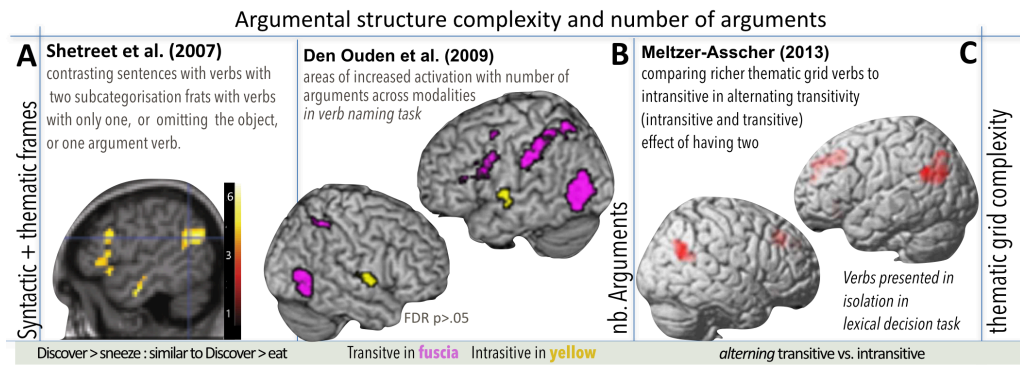 Argumental structure complexity and number of arguments
A
Syntactic + thematic frames
Shetreet et al. (2007)
contrasting sentences with verbs with
two subcategorisation frats with verbs
with only one, or omitting the object,
or one argument verb.
6
3
1
Discover > sneeze : similar to Discover > eat
B
nb. Arguments
Den Ouden et al. (2009)
areas of increased activation with number of
arguments across modalities
in verb naming task
FDR p>.05
Transitve in fuscia Intrasitive in yellow
C
thematic grid complexity
Meltzer-Asscher (2013)
comparing richer thematic grid verbs to
intransitive in alternating transitivity
(intransitive and transitive)
effect of having two
Verbs presented in
isolation in
lexical decision task
alterning transitive vs. intransitive